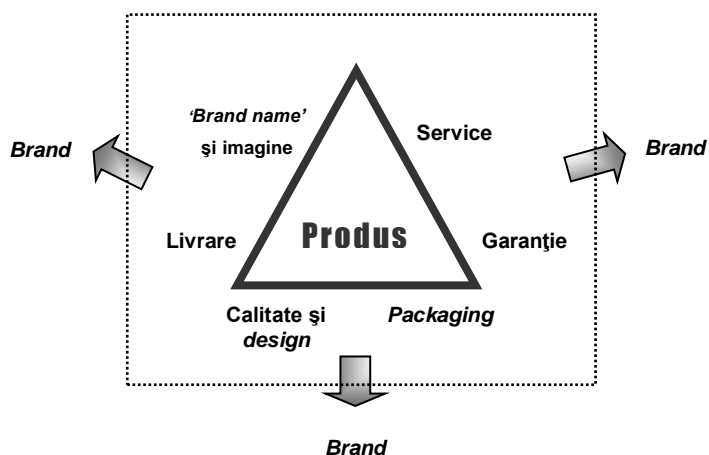 ‘Brand name’
şi imagine
Service
Brand
Brand
Livrare
Produs
Garanţie
Calitate şi
design
Packaging
Brand